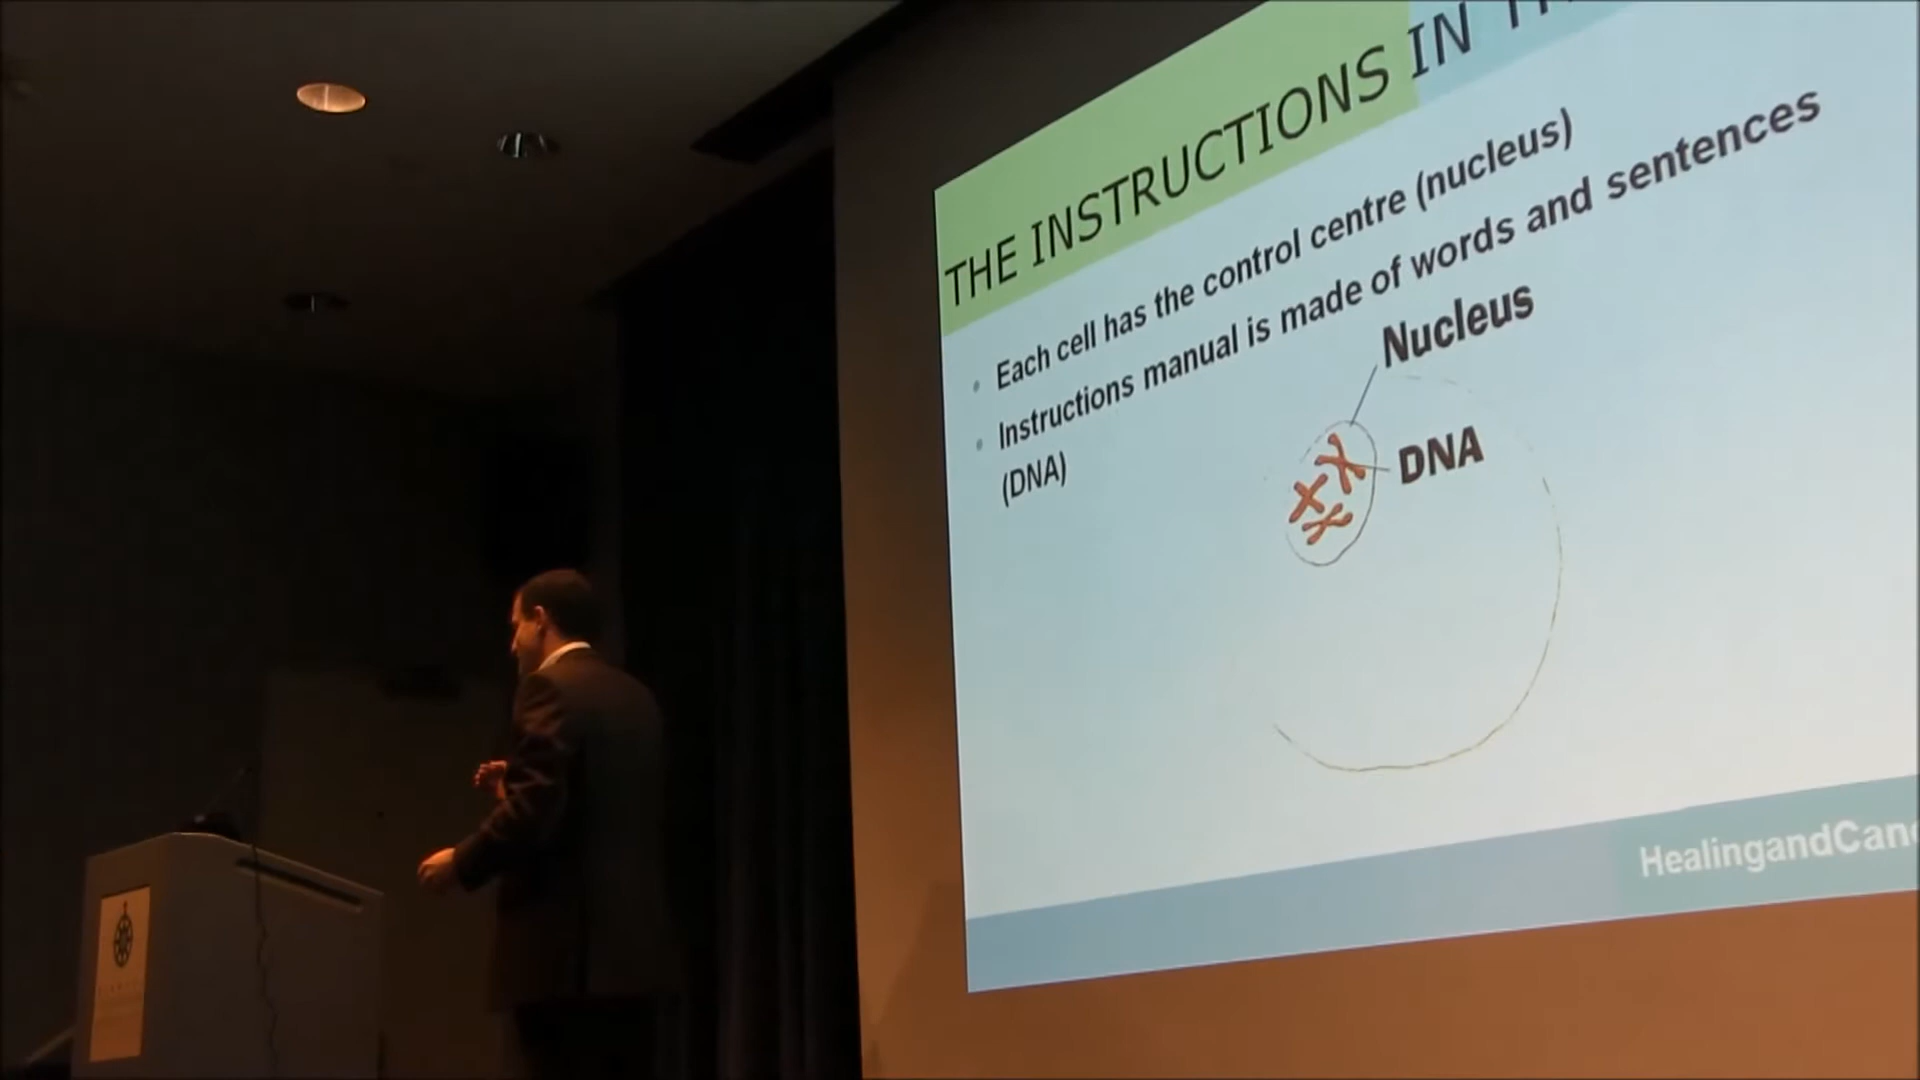 THE INSTRUCTIONS IN
Each cell has the control centre (nucleus)
Instructions manual is made of words and sentences
(DNA)
Nucleus
DNA
HealingandCanc